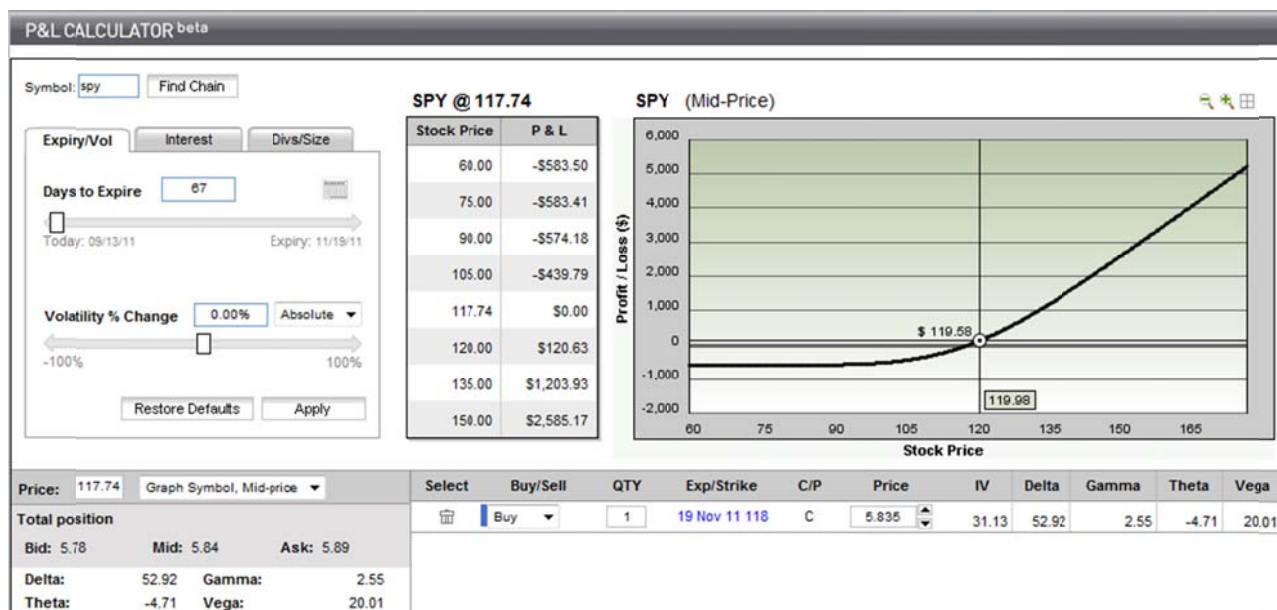 P&L CALCULATOR beta
Symbol: spy Find Chain
Expiry/Vol Interest Divs/Size
Days to Expire 67
Today: 09/13/11 Expiry: 11/19/11
Volatility % Change 0.00% Absolute
-100% 100%
Restore Defaults Apply
SPY @ 117.74
Stock Price P & L
60.00 -$583.50
75.00 -$583.41
90.00 -$574.18
105.00 -$439.79
117.74 $0.00
120.00 $120.63
135.00 $1,203.93
150.00 $2,585.17
SPY (Mid-Price)
Profit / Loss ($)
6,000
5,000
4,000
3,000
2,000
1,000
0
-1,000
-2,000
$ 119.58
119.98
60 75 90 105 120 135 150 165
Stock Price
Price: 117.74 Graph Symbol, Mid-price
Total position
Bid: 5.78 Mid: 5.84 Ask: 5.89
Delta: 52.92 Gamma: 2.55
Theta: -4.71 Vega: 20.01
Select Buy/Sell QTY Exp/Strike C/P Price IV Delta Gamma Theta Vega
Buy 1 19 Nov 11 118 C 5.835 31.13 52.92 2.55 -4.71 20.01